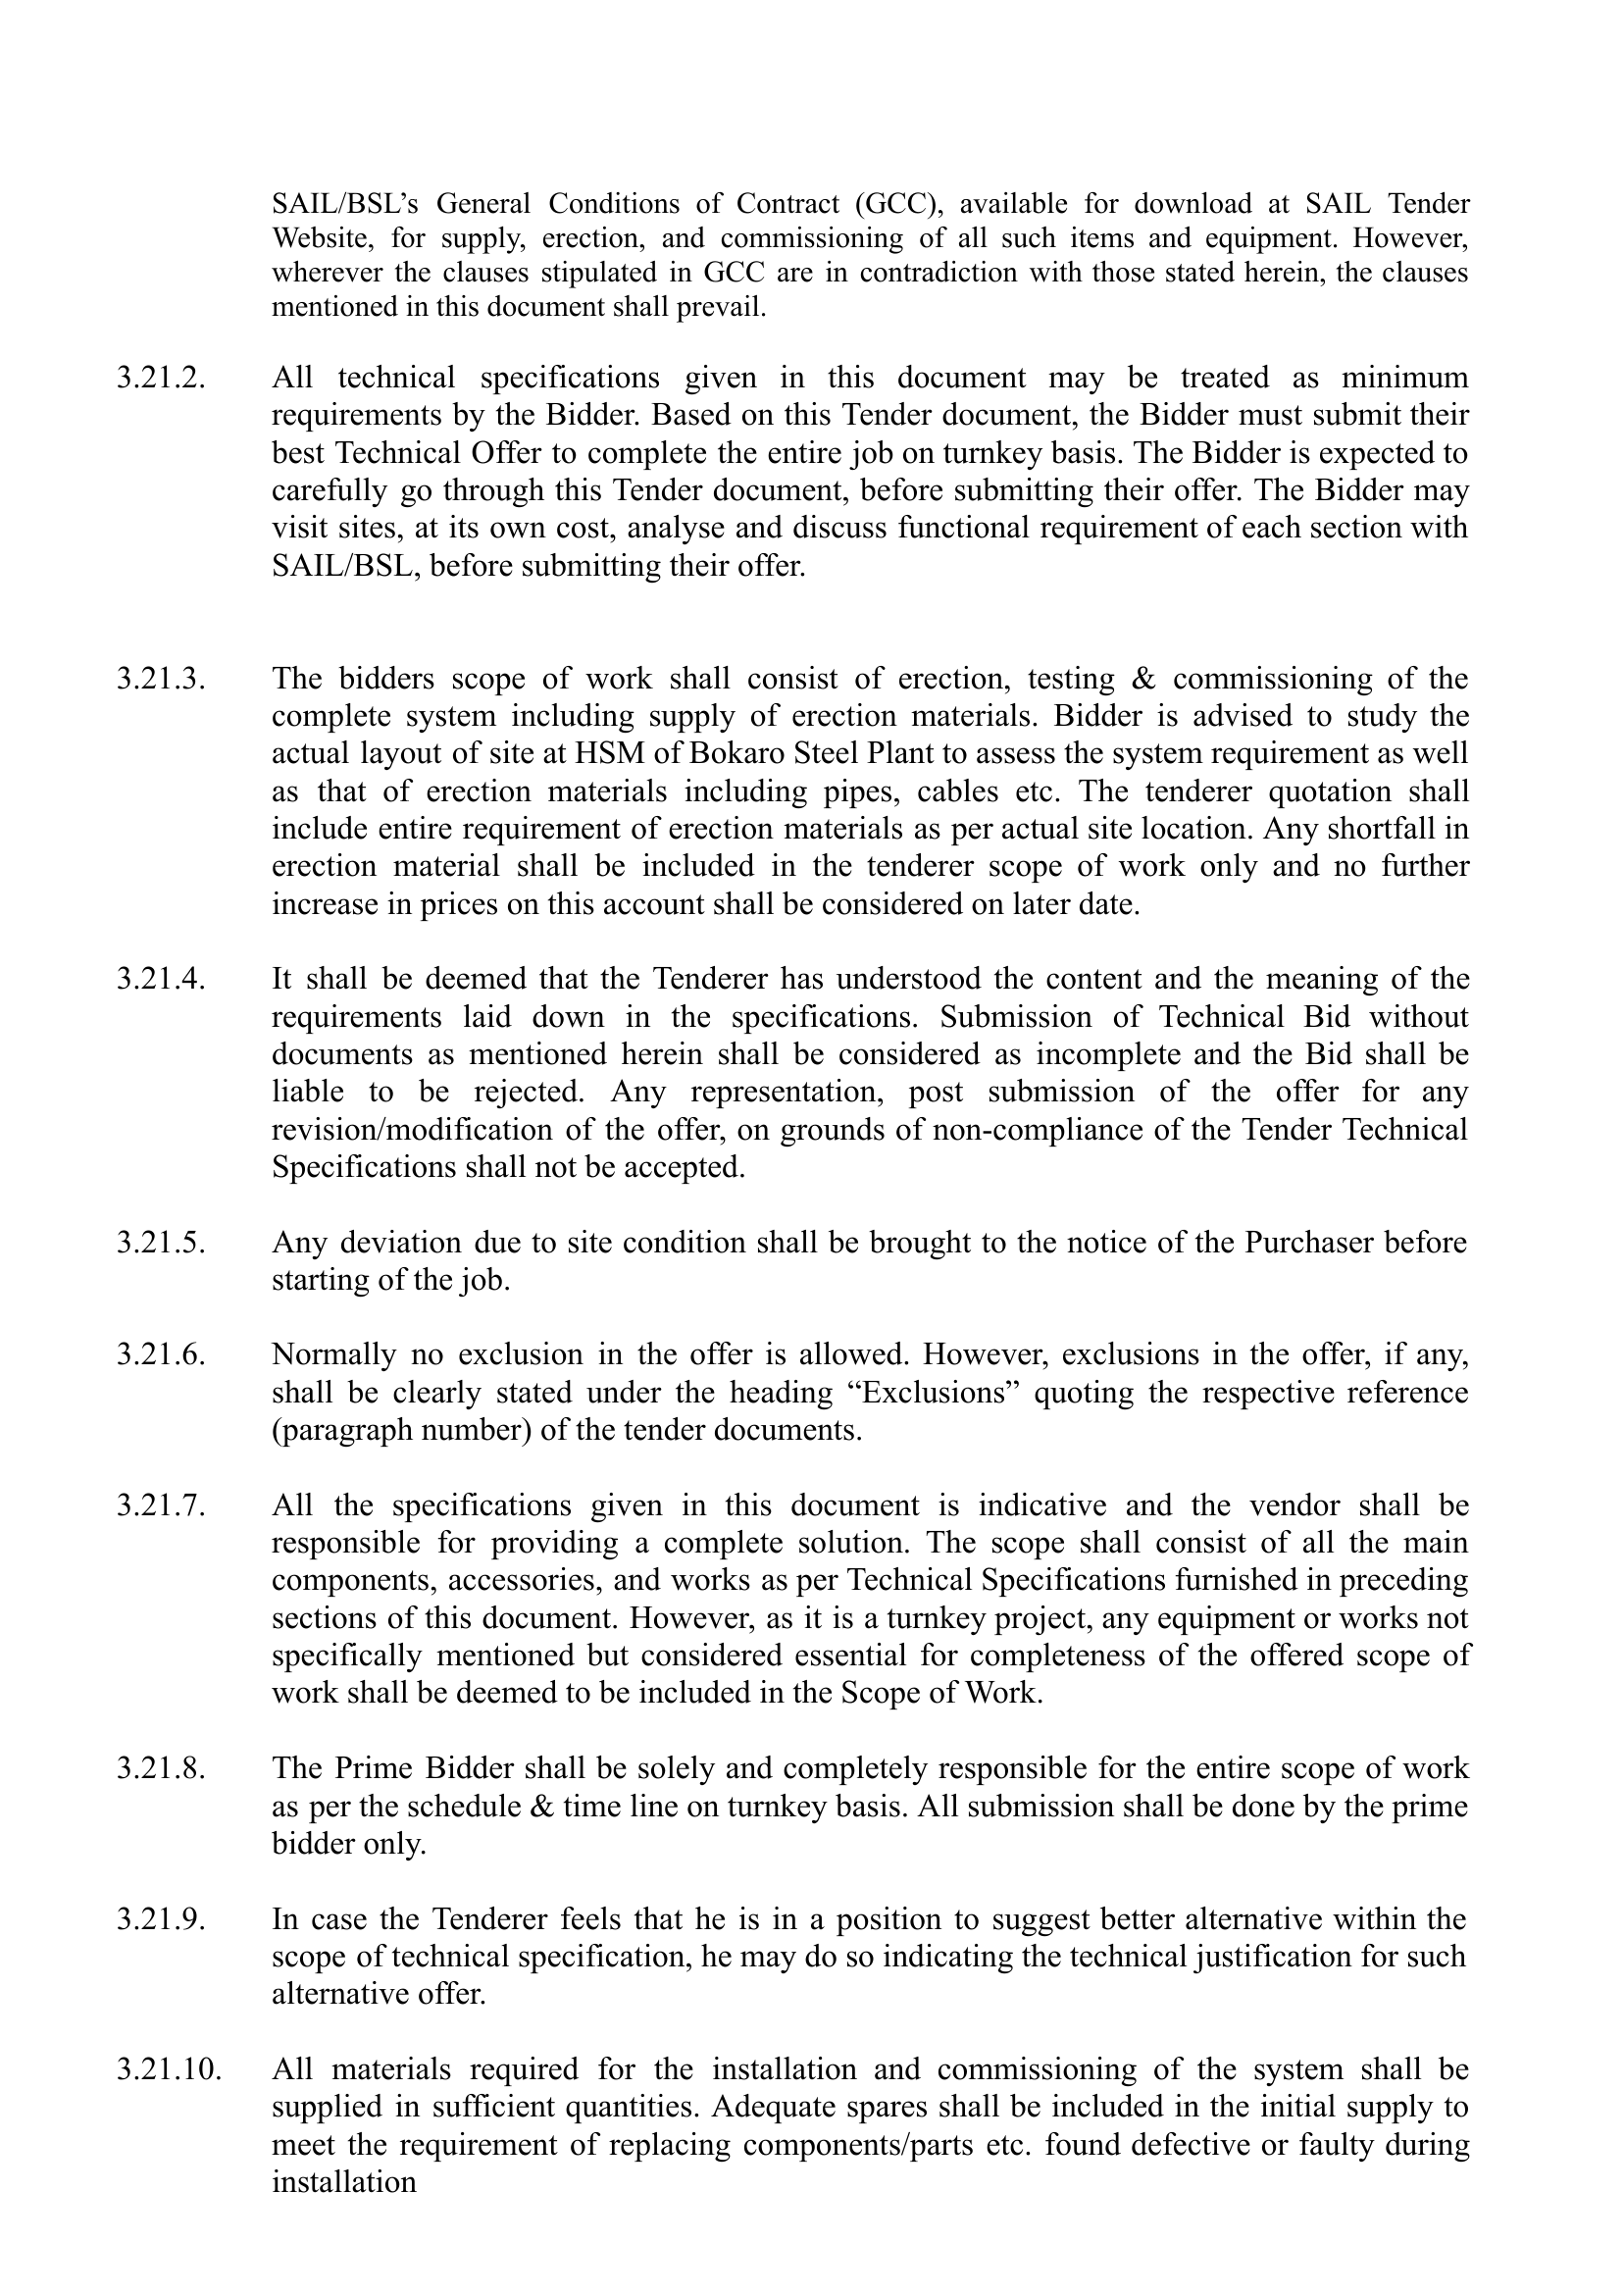 SAIL/BSL’s General Conditions of Contract (GCC), available for download at SAIL Tender
Website, for supply, erection, and commissioning of all such items and equipment. However,
wherever the clauses stipulated in GCC are in contradiction with those stated herein, the clauses
mentioned in this document shall prevail.
3.21.2. All technical specifications given in this document may be treated as minimum
requirements by the Bidder. Based on this Tender document, the Bidder must submit their
best Technical Offer to complete the entire job on turnkey basis. The Bidder is expected to
carefully go through this Tender document, before submitting their offer. The Bidder may
visit sites, at its own cost, analyse and discuss functional requirement of each section with
SAIL/BSL, before submitting their offer.
3.21.3. The bidders scope of work shall consist of erection, testing & commissioning of the
complete system including supply of erection materials. Bidder is advised to study the
actual layout of site at HSM of Bokaro Steel Plant to assess the system requirement as well
as that of erection materials including pipes, cables etc. The tenderer quotation shall
include entire requirement of erection materials as per actual site location. Any shortfall in
erection material shall be included in the tenderer scope of work only and no further
increase in prices on this account shall be considered on later date.
3.21.4. It shall be deemed that the Tenderer has understood the content and the meaning of the
requirements laid down in the specifications. Submission of Technical Bid without
documents as mentioned herein shall be considered as incomplete and the Bid shall be
liable to be rejected. Any representation, post submission of the offer for any
revision/modification of the offer, on grounds of non-compliance of the Tender Technical
Specifications shall not be accepted.
3.21.5. Any deviation due to site condition shall be brought to the notice of the Purchaser before
starting of the job.
3.21.6. Normally no exclusion in the offer is allowed. However, exclusions in the offer, if any,
shall be clearly stated under the heading “Exclusions” quoting the respective reference
(paragraph number) of the tender documents.
3.21.7. All the specifications given in this document is indicative and the vendor shall be
responsible for providing a complete solution. The scope shall consist of all the main
components, accessories, and works as per Technical Specifications furnished in preceding
sections of this document. However, as it is a turnkey project, any equipment or works not
specifically mentioned but considered essential for completeness of the offered scope of
work shall be deemed to be included in the Scope of Work.
3.21.8. The Prime Bidder shall be solely and completely responsible for the entire scope of work
as per the schedule & time line on turnkey basis. All submission shall be done by the prime
bidder only.
3.21.9. In case the Tenderer feels that he is in a position to suggest better alternative within the
scope of technical specification, he may do so indicating the technical justification for such
alternative offer.
3.21.10. All materials required for the installation and commissioning of the system shall be
supplied in sufficient quantities. Adequate spares shall be included in the initial supply to
meet the requirement of replacing components/parts etc. found defective or faulty during
installation